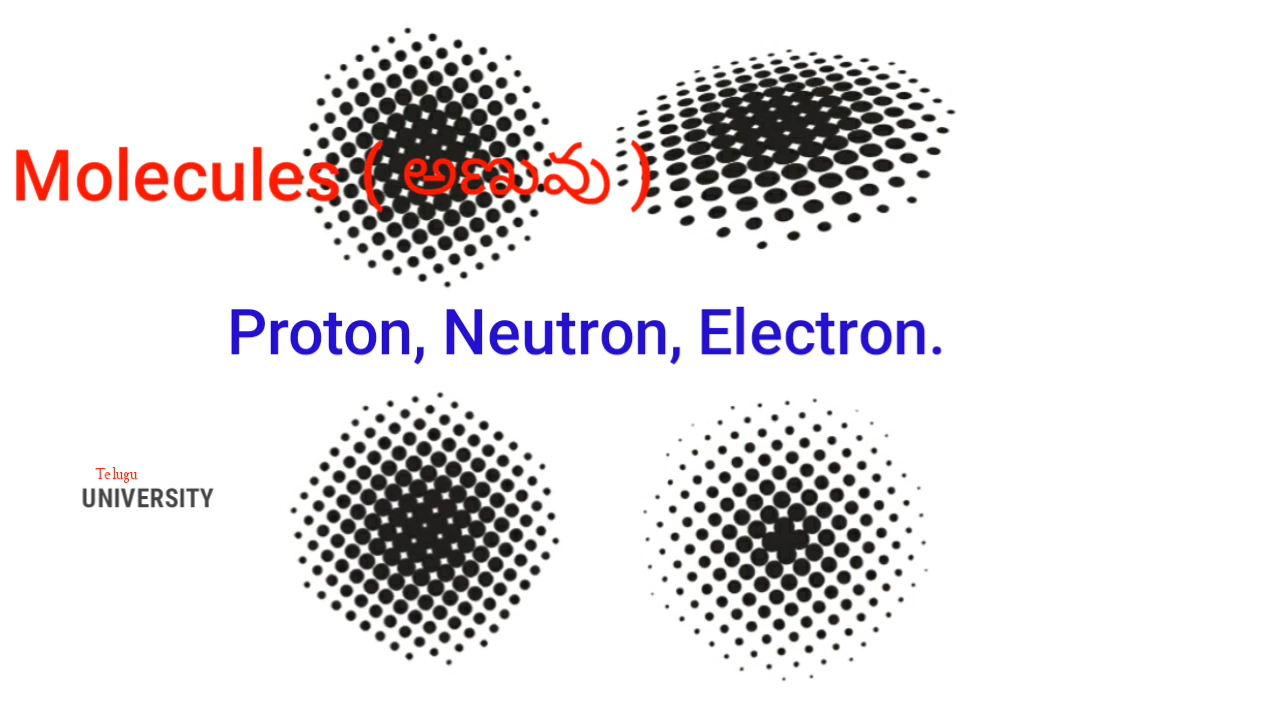 Molecules ( అణువు )
Proton, Neutron, Electron.
Telugu
UNIVERSITY